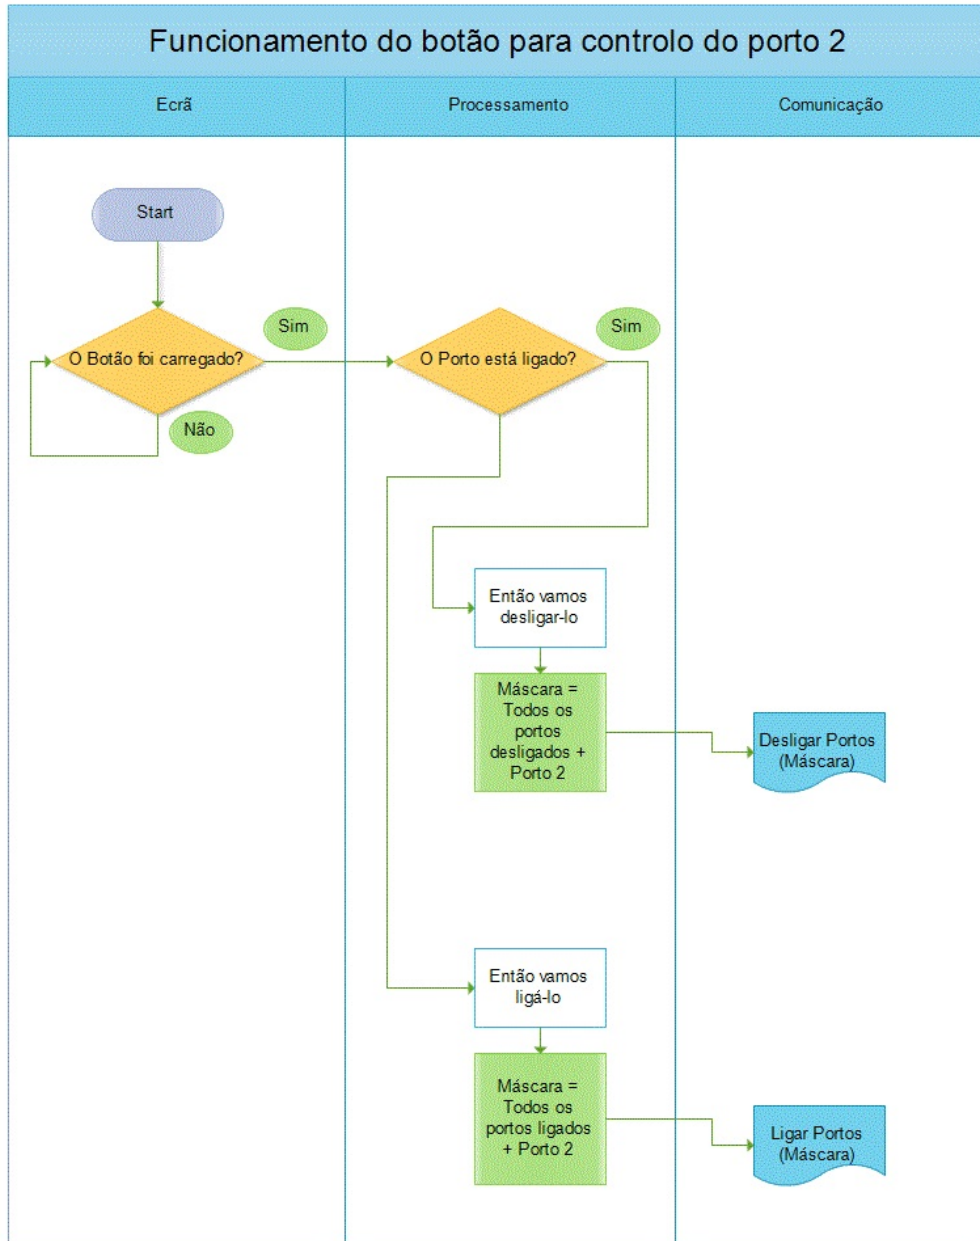 Funcionamento do botão para controlo do porto 2
Ecrã
Processamento
Comunicação
Start
Sim
Sim
O Botão foi carregado?
O Porto está ligado?
Não
Então vamos
desligar-lo
Máscara =
Todos os
portos
desligados +
Porto 2
Desligar Portos
(Máscara)
Então vamos
ligá-lo
Máscara =
Todos os
portos ligados
+ Porto 2
Ligar Portos
(Máscara)